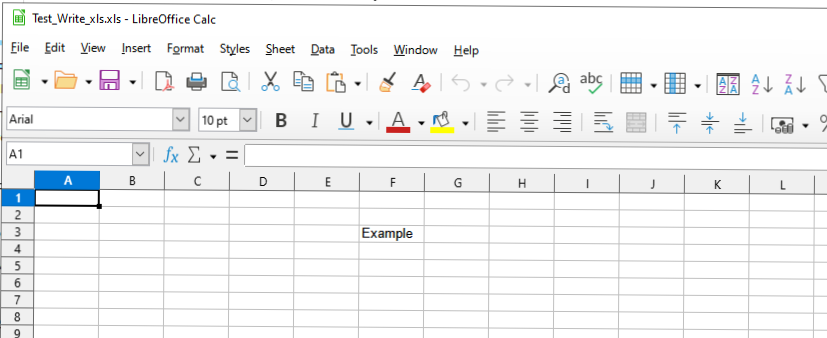 Test_Write_xls.xls - LibreOffice Calc
File Edit View Insert Format Styles Sheet Data Tools Window Help
Arial 10 pt B I U A
A1 fx Σ =
A B C D E F G H I J K L
1
2
3 Example
4
5
6
7
8
9